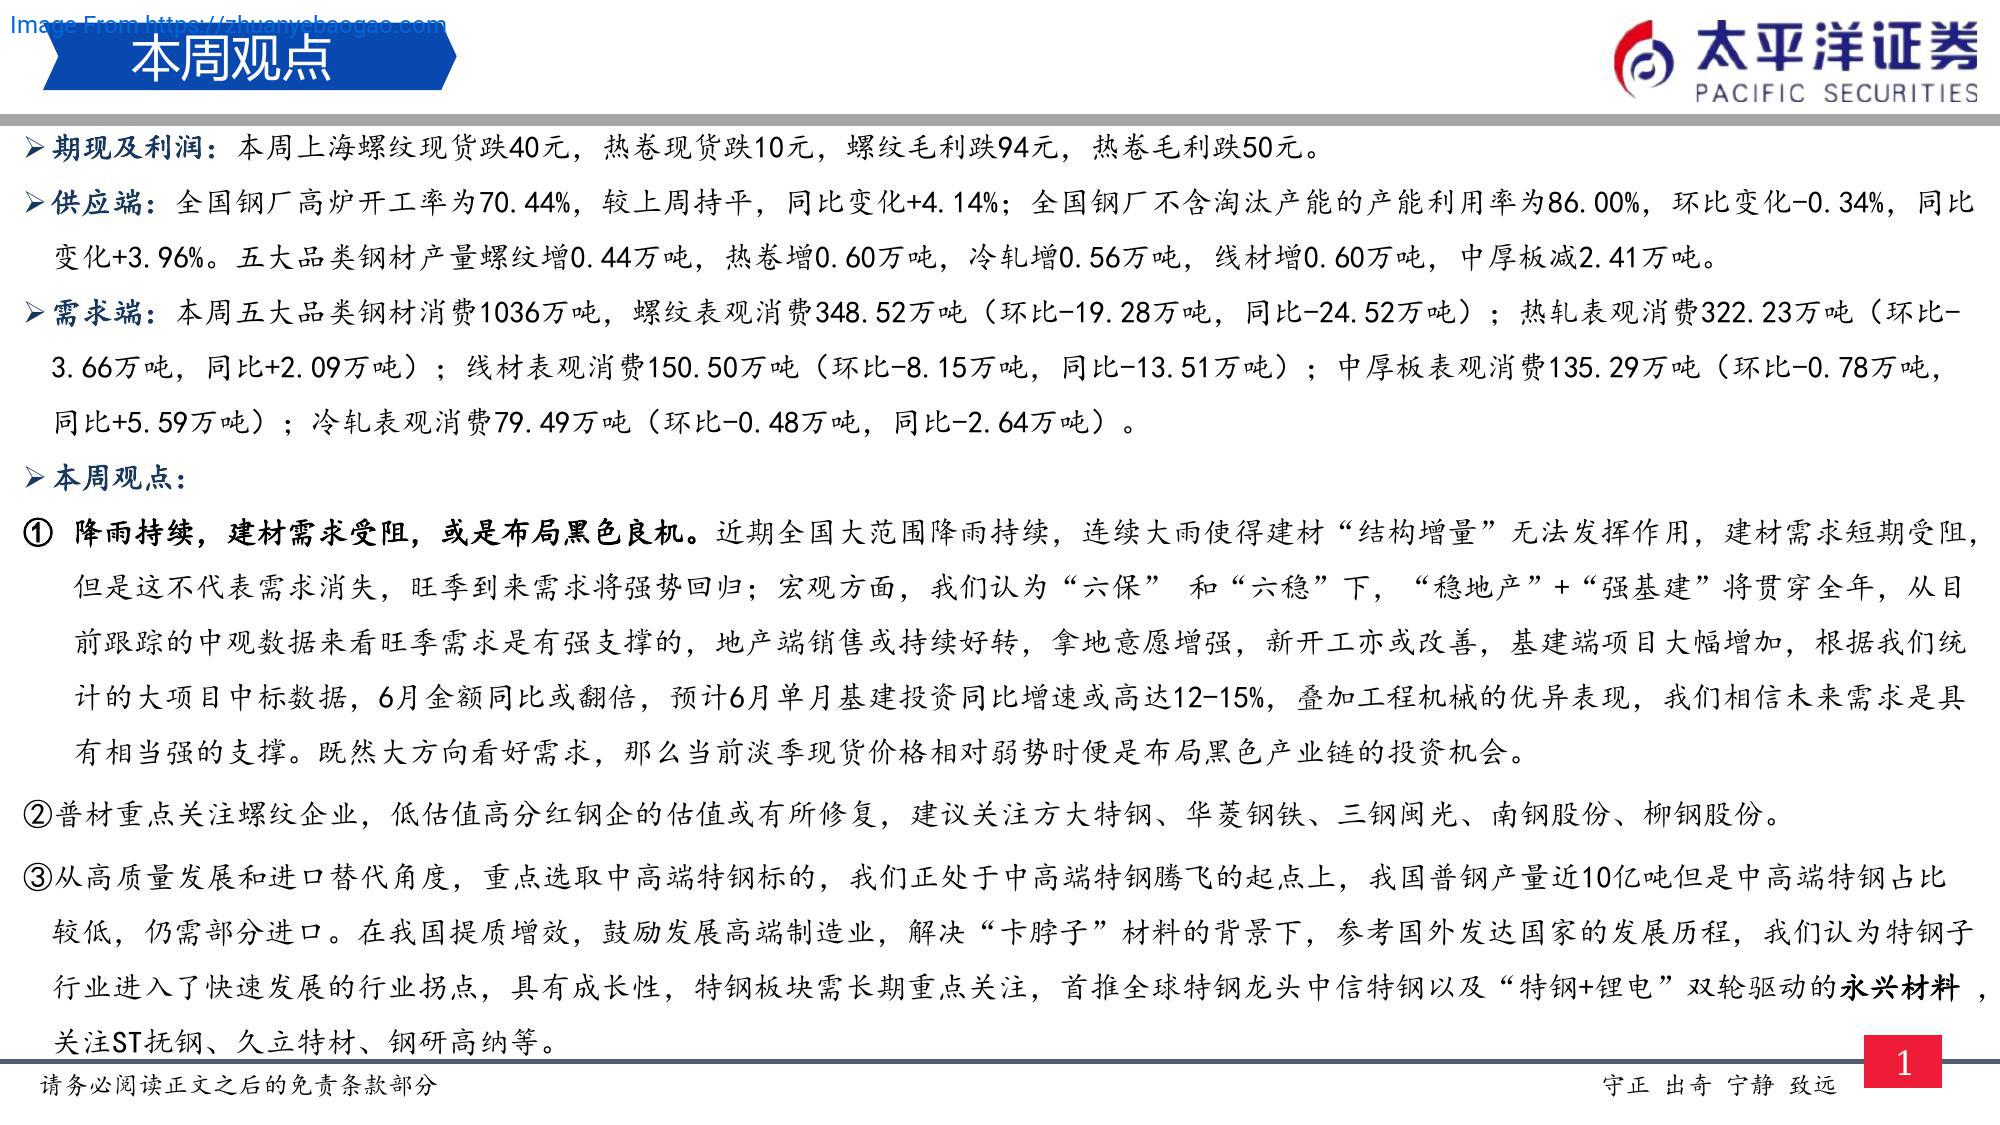 Image From https://zhuanyebaogao.com
本周观点
太平洋证券
PACIFIC SECURITIES
➢期现及利润：本周上海螺纹现货跌40元，热卷现货跌10元，螺纹毛利跌94元，热卷毛利跌50元。
➢供应端：全国钢厂高炉开工率为70.44%，较上周持平，同比变化+4.14%；全国钢厂不含淘汰产能的产能利用率为86.00%，环比变化-0.34%，同比
变化+3.96%。五大品类钢材产量螺纹增0.44万吨，热卷增0.60万吨，冷轧增0.56万吨，线材增0.60万吨，中厚板减2.41万吨。
➢需求端：本周五大品类钢材消费1036万吨，螺纹表观消费348.52万吨（环比-19.28万吨，同比-24.52万吨）；热轧表观消费322.23万吨（环比-
3.66万吨，同比+2.09万吨）；线材表观消费150.50万吨（环比-8.15万吨，同比-13.51万吨）；中厚板表观消费135.29万吨（环比-0.78万吨，
同比+5.59万吨）；冷轧表观消费79.49万吨（环比-0.48万吨，同比-2.64万吨）。
➢本周观点：
① 降雨持续，建材需求受阻，或是布局黑色良机。近期全国大范围降雨持续，连续大雨使得建材“结构增量”无法发挥作用，建材需求短期受阻，
但是这不代表需求消失，旺季到来需求将强势回归；宏观方面，我们认为“六保” 和“六稳”下，“稳地产”+“强基建”将贯穿全年，从目
前跟踪的中观数据来看旺季需求是有强支撑的，地产端销售或持续好转，拿地意愿增强，新开工亦或改善，基建端项目大幅增加，根据我们统
计的大项目中标数据，6月金额同比或翻倍，预计6月单月基建投资同比增速或高达12-15%，叠加工程机械的优异表现，我们相信未来需求是具
有相当强的支撑。既然大方向看好需求，那么当前淡季现货价格相对弱势时便是布局黑色产业链的投资机会。
②普材重点关注螺纹企业，低估值高分红钢企的估值或有所修复，建议关注方大特钢、华菱钢铁、三钢闽光、南钢股份、柳钢股份。
③从高质量发展和进口替代角度，重点选取中高端特钢标的，我们正处于中高端特钢腾飞的起点上，我国普钢产量近10亿吨但是中高端特钢占比
较低，仍需部分进口。在我国提质增效，鼓励发展高端制造业，解决“卡脖子”材料的背景下，参考国外发达国家的发展历程，我们认为特钢子
行业进入了快速发展的行业拐点，具有成长性，特钢板块需长期重点关注，首推全球特钢龙头中信特钢以及“特钢+锂电”双轮驱动的永兴材料 ，
关注ST抚钢、久立特材、钢研高纳等。
请务必阅读正文之后的免责条款部分
守正 出奇 宁静 致远
1